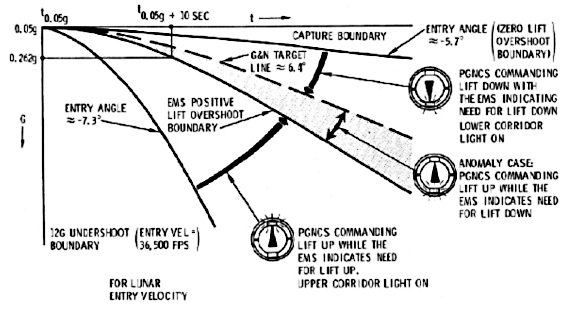 t0.05g
t0.05g + 10 SEC
t
0.05g
0.262g
G
CAPTURE BOUNDARY
G&N TARGET
LINE ≈ 6.4°
ENTRY ANGLE
≈ -5.7°
(ZERO LIFT
OVERSHOOT
BOUNDARY)
PGNCS COMMANDING
LIFT DOWN WITH
THE EMS INDICATING
NEED FOR LIFT DOWN
LOWER CORRIDOR
LIGHT ON
ENTRY ANGLE
≈ -7.3°
EMS POSITIVE
LIFT OVERSHOOT
BOUNDARY
ANOMALY CASE:
PGNCS COMMANDING
LIFT UP WHILE THE
EMS INDICATES NEED
FOR LIFT DOWN
12G UNDERSHOOT
BOUNDARY
(ENTRY VEL =
36,500 FPS)
PGNCS COMMANDING
LIFT UP WHILE THE
EMS INDICATES NEED
FOR LIFT UP.
UPPER CORRIDOR LIGHT ON
FOR LUNAR
ENTRY VELOCITY